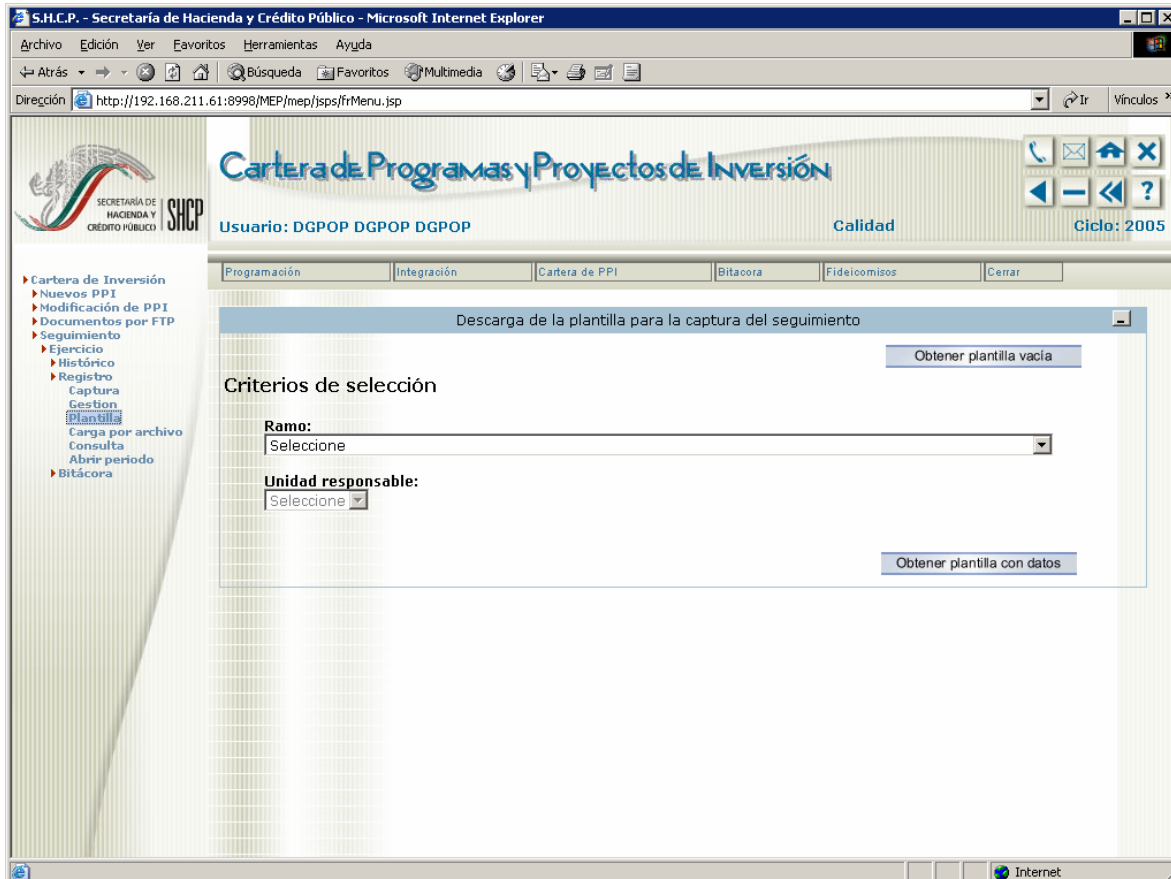 S.H.C.P. - Secretaría de Hacienda y Crédito Público - Microsoft Internet Explorer
Archivo Edición Ver Favoritos Herramientas Ayuda
Atrás Búsqueda Favoritos Multimedia
Dirección http://192.168.211.61:8998/MEP/mep/jsps/frMenu.jsp Ir Vínculos »
SECRETARÍA DE
HACIENDA Y
CRÉDITO PÚBLICO
SHCP
Cartera de Programas y Proyectos de Inversión
?
Usuario: DGPOP DGPOP DGPOP Calidad Ciclo: 2005
Programación Integración Cartera de PPI Bitacora Fideicomisos Cerrar
Cartera de Inversión
Nuevos PPI
Modificación de PPI
Documentos por FTP
Seguimiento
Ejercicio
Histórico
Registro
Captura
Gestion
Plantilla
Carga por archivo
Consulta
Abrir periodo
Bitácora
Descarga de la plantilla para la captura del seguimiento
Obtener plantilla vacía
Criterios de selección
Ramo:
Seleccione
Unidad responsable:
Seleccione
Obtener plantilla con datos
Internet